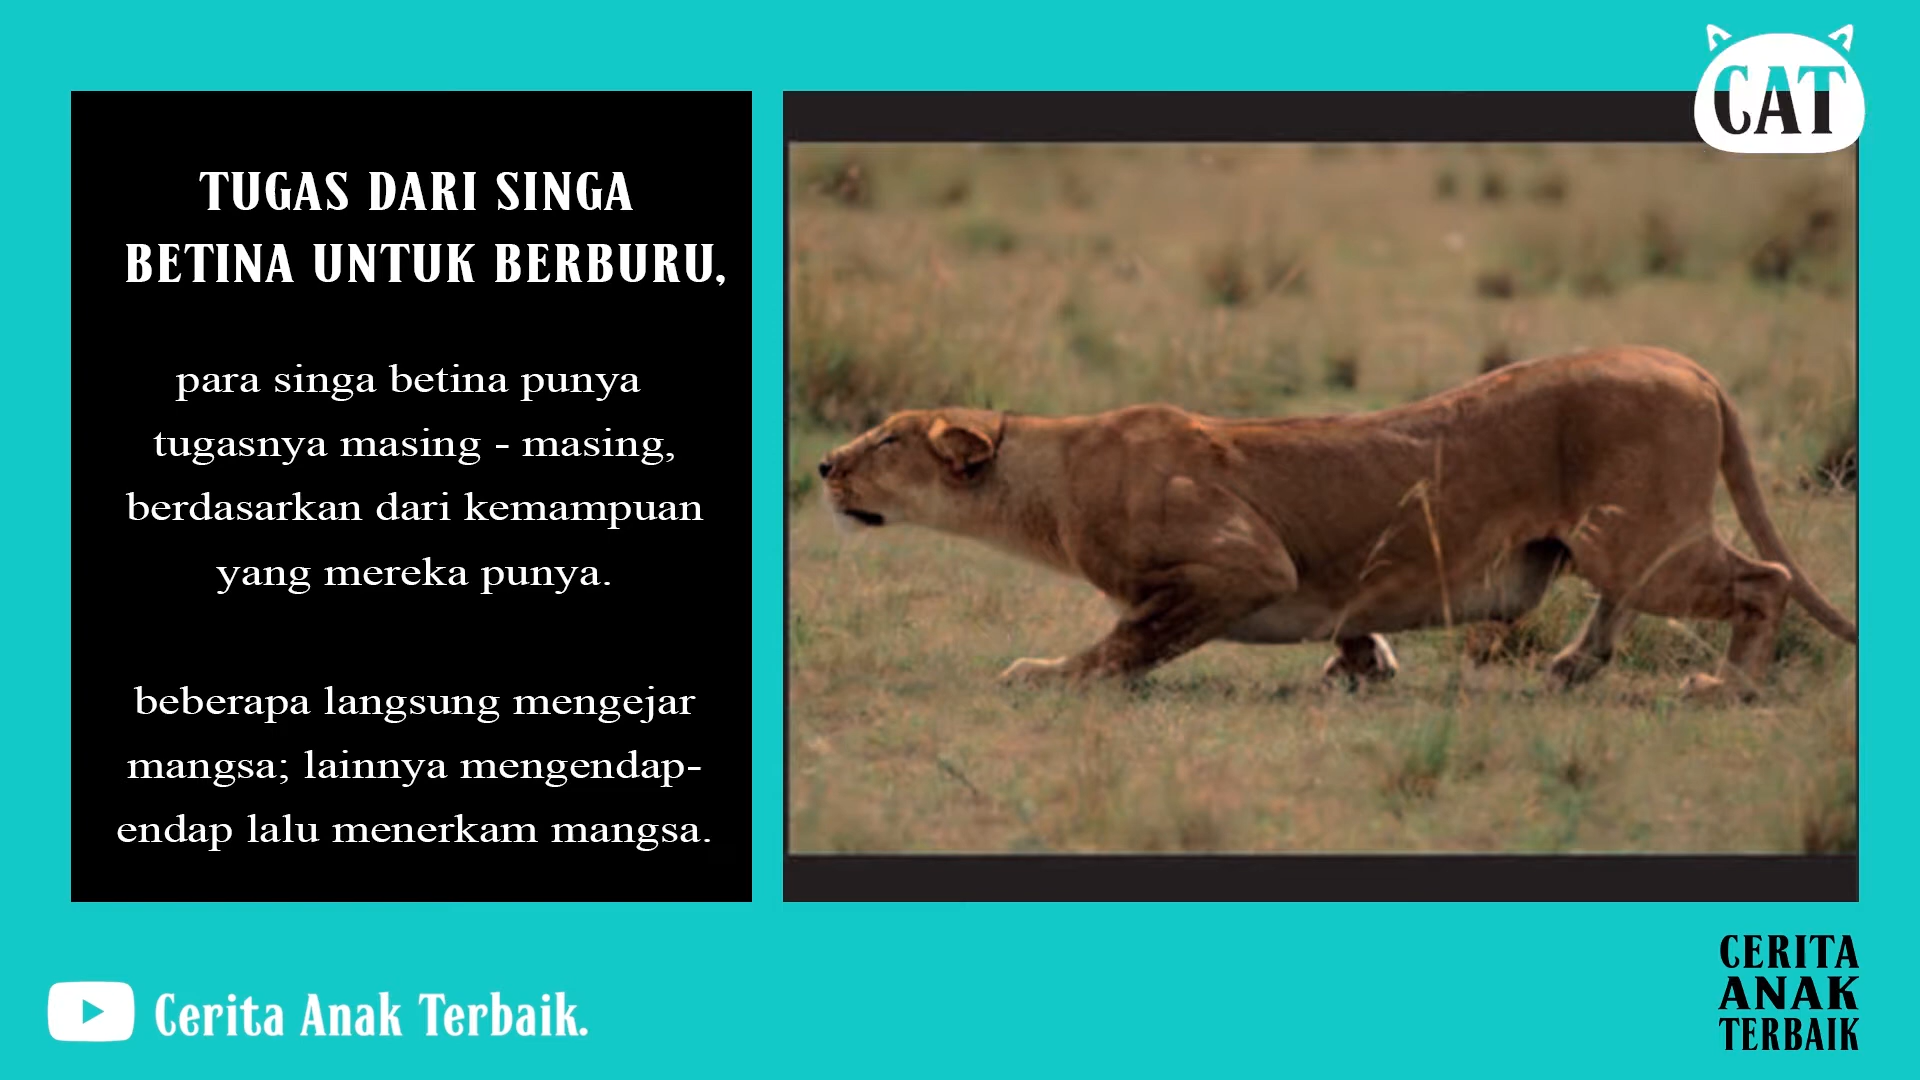 CAT
TUGAS DARI SINGA
BETINA UNTUK BERBURU,
para singa betina punya
tugasnya masing - masing,
berdasarkan dari kemampuan
yang mereka punya.
beberapa langsung mengejar
mangsa; lainnya mengendap-
endap lalu menerkam mangsa.
Cerita Anak Terbaik.
CERITA
ANAK
TERBAIK